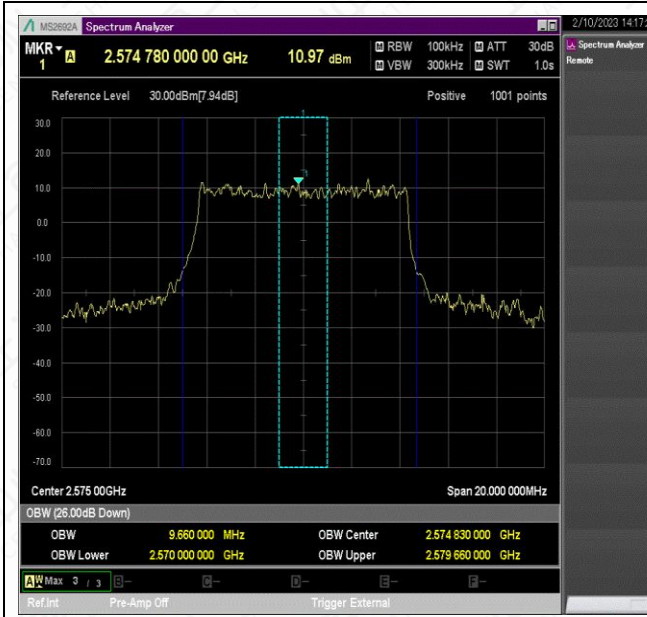 MS2692A Spectrum Analyzer
2/10/2023 14:17:
MKR 1 A 2.574 780 000 00 GHz 10.97 dBm
RBW 100kHz ATT 30dB
VBW 300kHz SWT 1.0s
Spectrum Analyzer
Remote
Reference Level 30.00dBm[7.94dB] Positive 1001 points
30.0
20.0
10.0
0.0
-10.0
-20.0
-30.0
-40.0
-50.0
-60.0
-70.0
Center 2.575 00GHz Span 20.000 000MHz
OBW (26.00dB Down)
OBW 9.660 000 MHz OBW Center 2.574 830 000 GHz
OBW Lower 2.570 000 000 GHz OBW Upper 2.579 660 000 GHz
A W Max 3 / 3 B- C- D- E- F-
Ref.Int Pre-Amp Off Trigger External